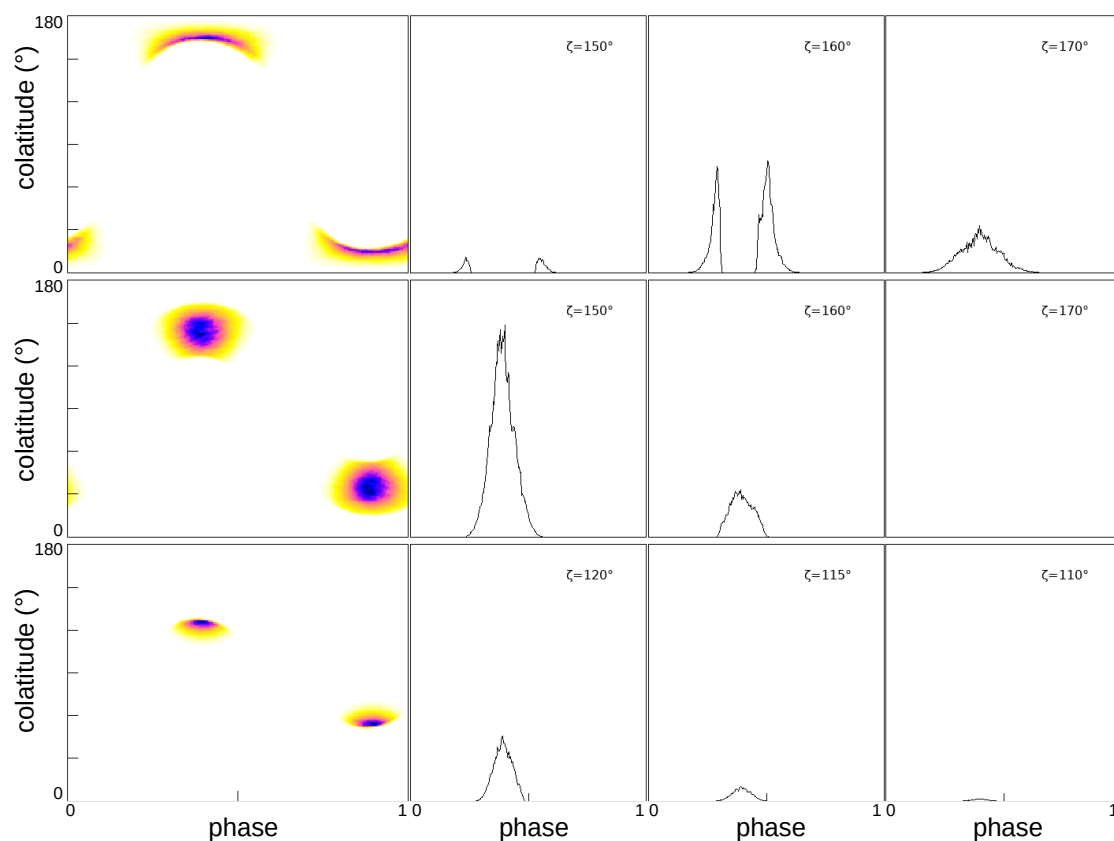 180
ζ=150°
ζ=160°
ζ=170°
colatitude (°)
0
180
ζ=150°
ζ=160°
ζ=170°
colatitude (°)
0
180
ζ=120°
ζ=115°
ζ=110°
colatitude (°)
0
0 1 0 1 0 1 0 1
phase phase phase phase